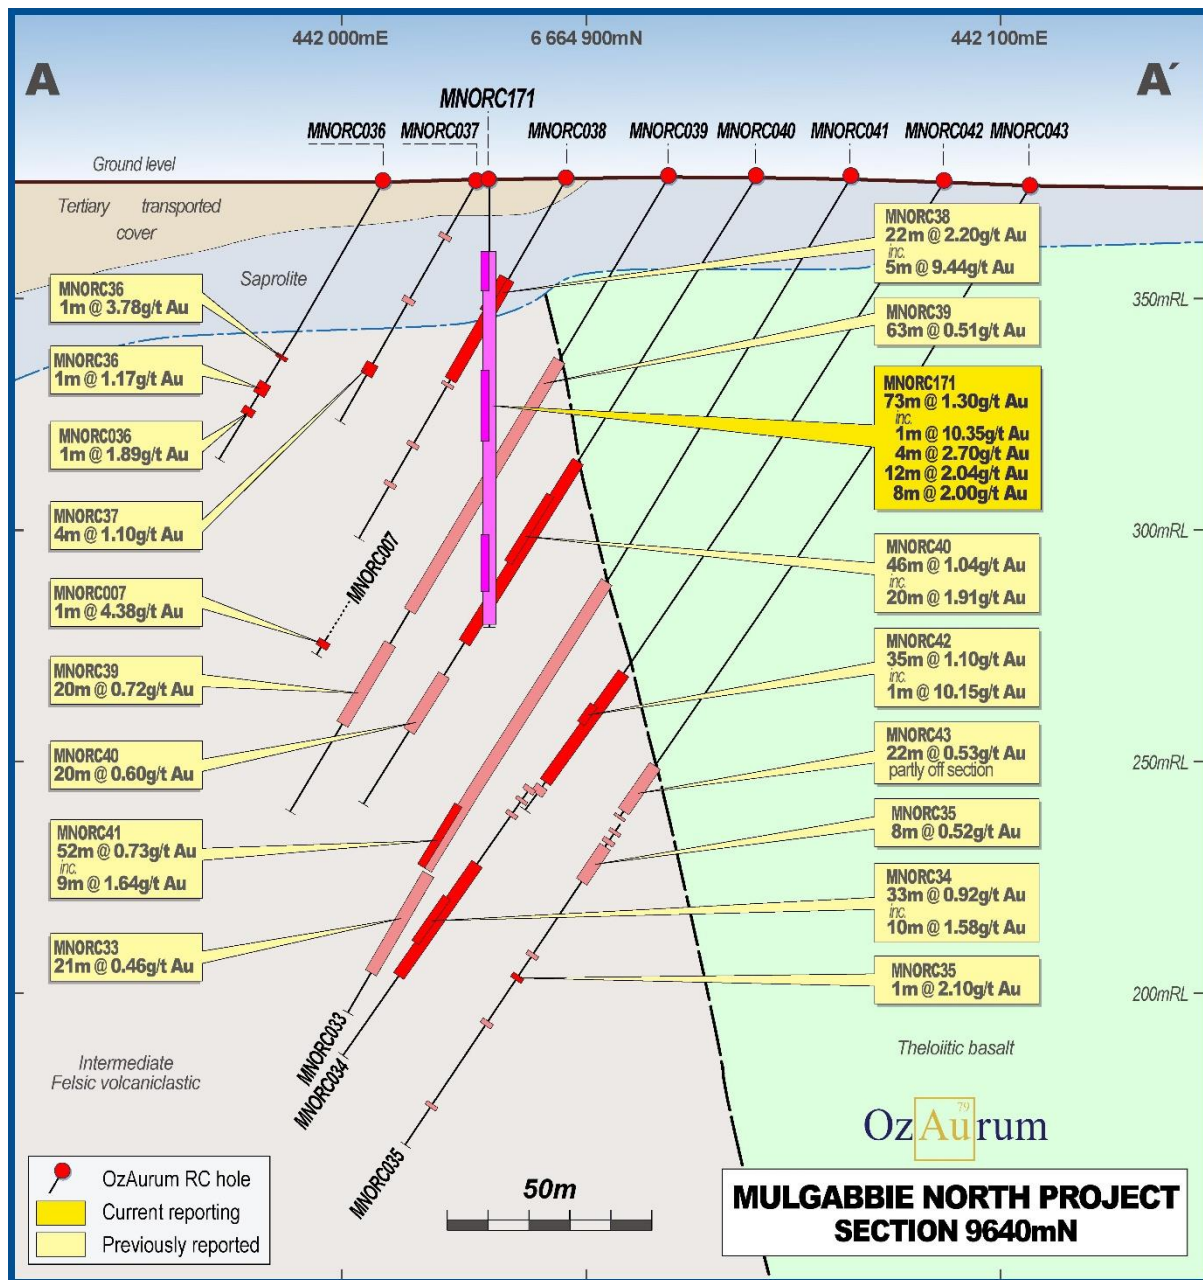 442 000mE
6 664 900mN
442 100mE
A
A´
MNORC171
MNORC036
MNORC037
MNORC038
MNORC039
MNORC040
MNORC041
MNORC042
MNORC043
Ground level
Tertiary transported
cover
Saprolite
MNORC36
1m @ 3.78g/t Au
MNORC36
1m @ 1.17g/t Au
MNORC036
1m @ 1.89g/t Au
MNORC37
4m @ 1.10g/t Au
MNORC007
1m @ 4.38g/t Au
MNORC39
20m @ 0.72g/t Au
MNORC40
20m @ 0.60g/t Au
MNORC41
52m @ 0.73g/t Au
inc.
9m @ 1.64g/t Au
MNORC33
21m @ 0.46g/t Au
MNORC007
MNORC033
MNORC034
MNORC035
MNORC38
22m @ 2.20g/t Au
inc.
5m @ 9.44g/t Au
MNORC39
63m @ 0.51g/t Au
MNORC171
73m @ 1.30g/t Au
inc.
1m @ 10.35g/t Au
4m @ 2.70g/t Au
12m @ 2.04g/t Au
8m @ 2.00g/t Au
MNORC40
46m @ 1.04g/t Au
inc.
20m @ 1.91g/t Au
MNORC42
35m @ 1.10g/t Au
inc.
1m @ 10.15g/t Au
MNORC43
22m @ 0.53g/t Au
partly off section
MNORC35
8m @ 0.52g/t Au
MNORC34
33m @ 0.92g/t Au
inc.
10m @ 1.58g/t Au
MNORC35
1m @ 2.10g/t Au
350mRL
300mRL
250mRL
200mRL
Intermediate
Felsic volcaniclastic
Theloiitic basalt
79
OzAurum
OzAurum RC hole
Current reporting
Previously reported
50m
MULGABBIE NORTH PROJECT
SECTION 9640mN